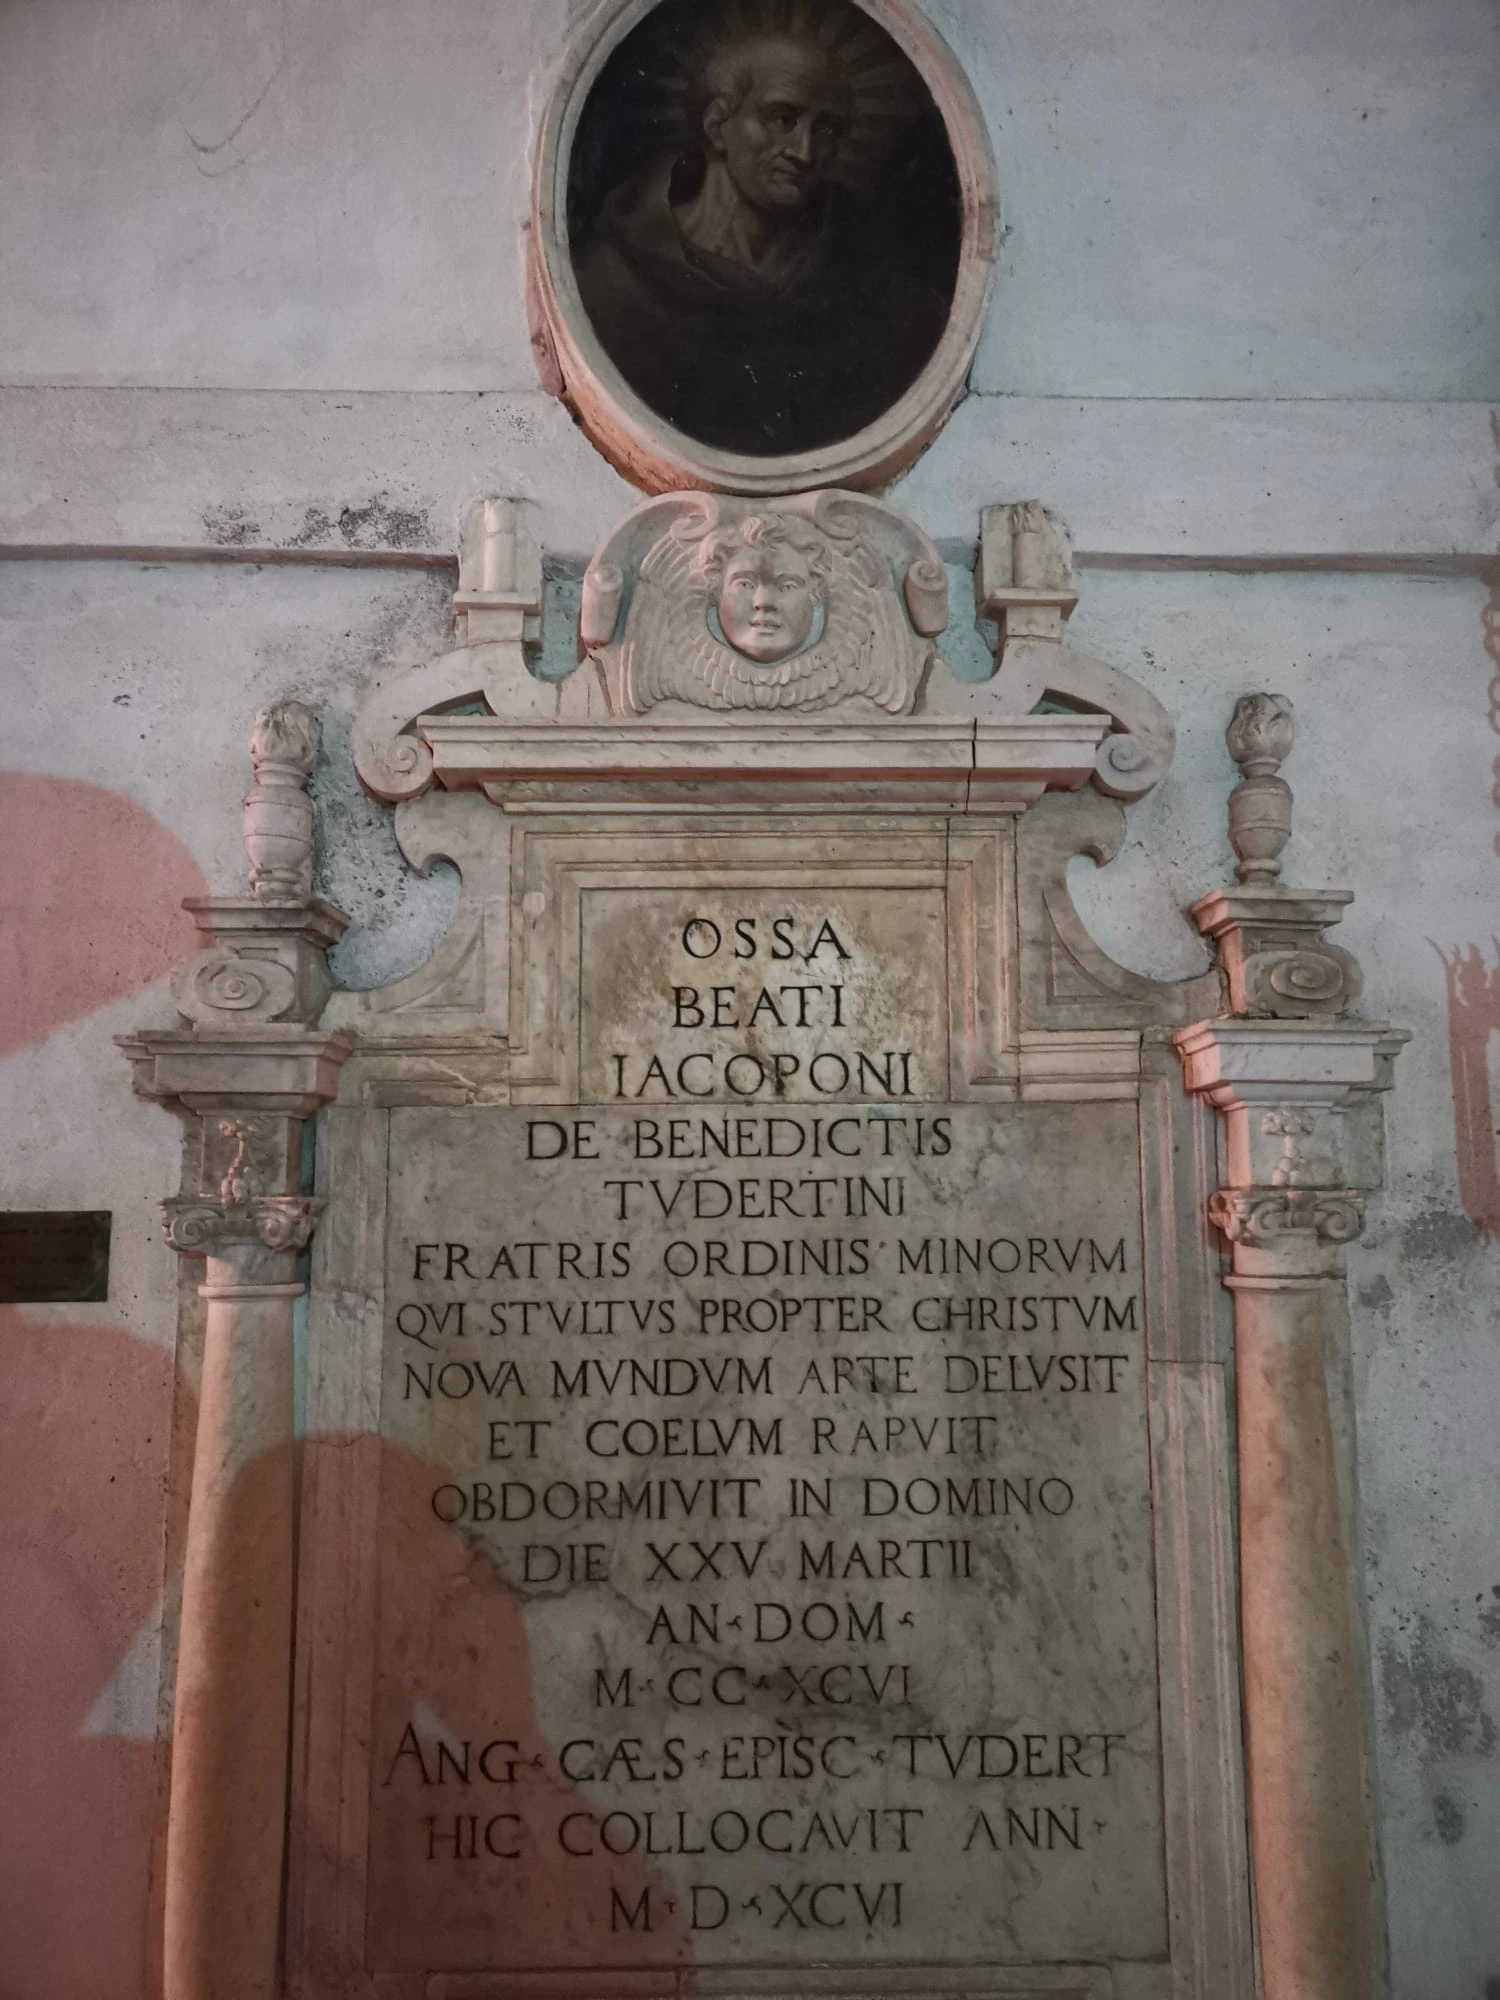 OSSA
BEATI
IACOPONI
DE BENEDICTIS
TVDERTINI
FRATRIS ORDINIS MINORVM
QVI STVLTVS PROPTER CHRISTVM
NOVA MVNDVM ARTE DELVSIT
ET COELVM RAPVIT
OBDORMIVIT IN DOMINO
DIE XXV MARTII
AN· DOM·
M· CC· XCVI
ANG· CÆS· EPISC· TVDERT
HIC COLLOCAVIT ANN·
M· D· XCVI